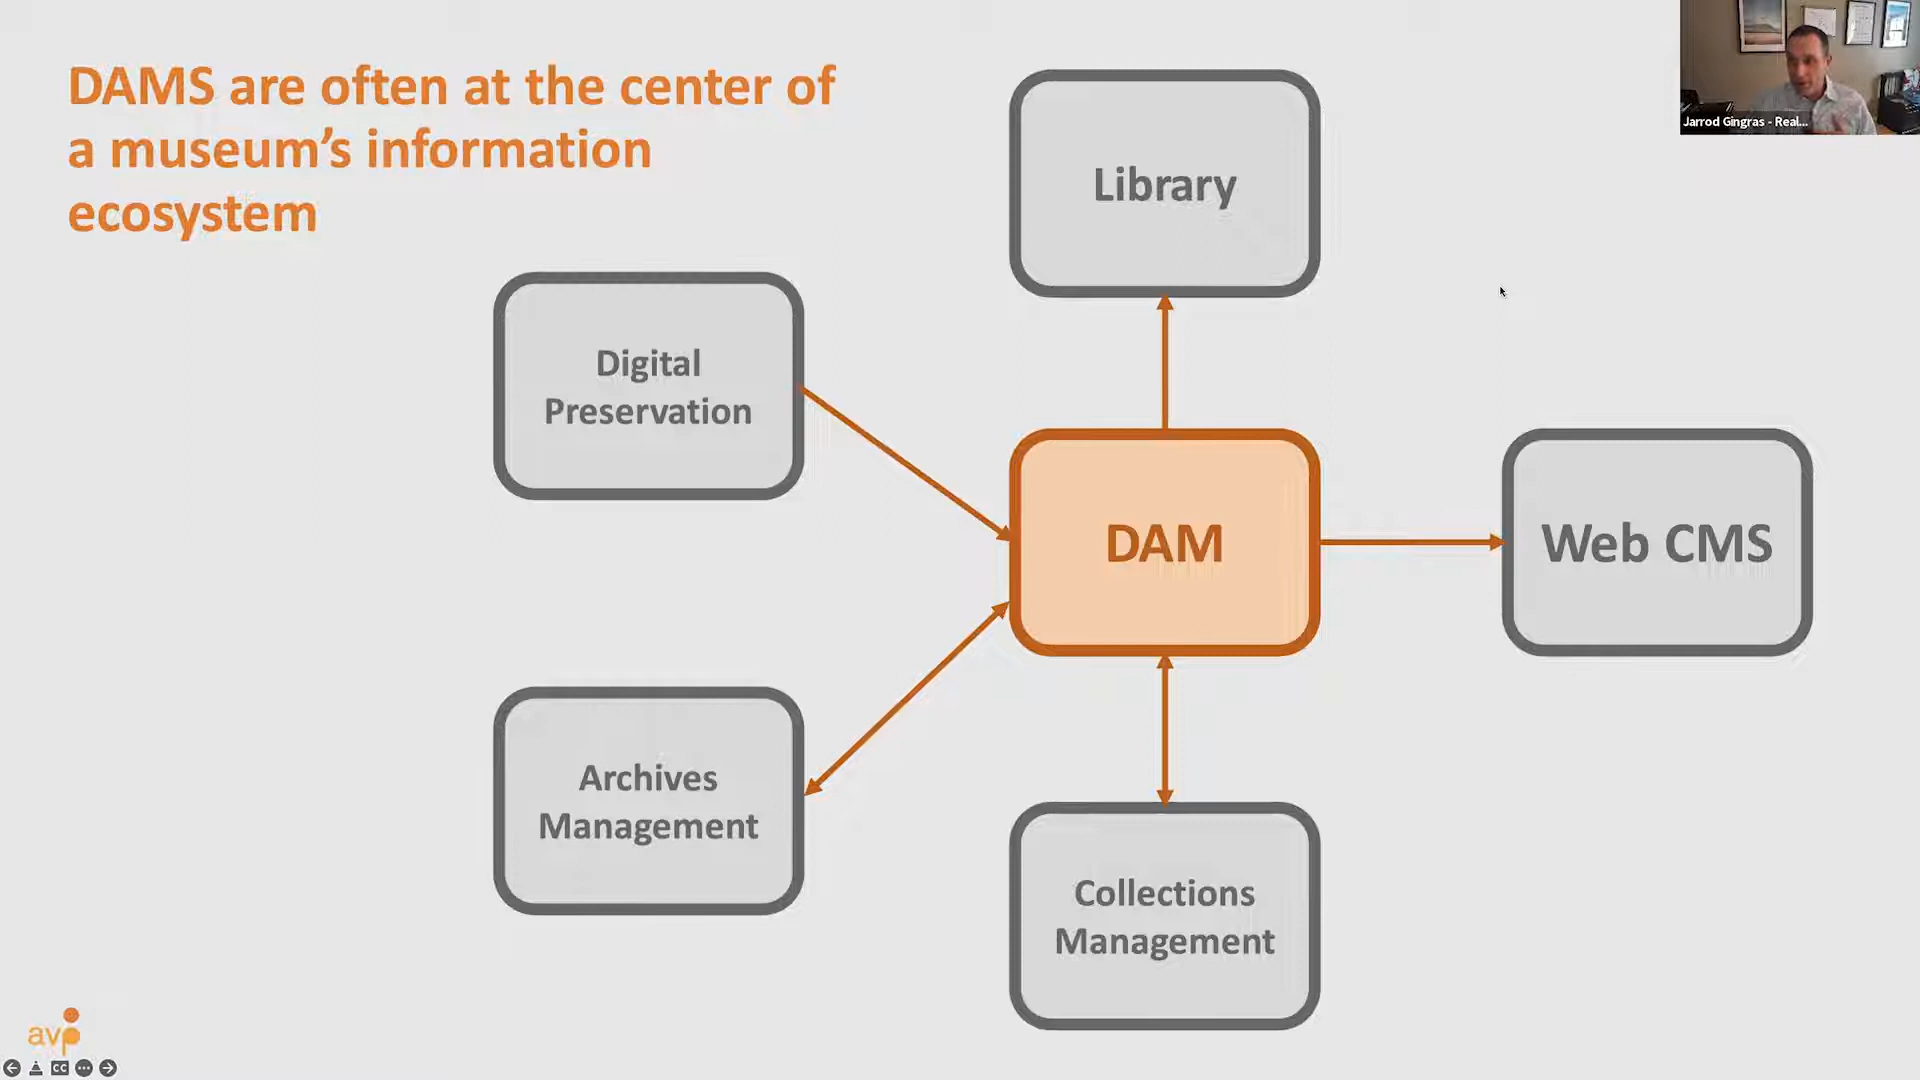 DAMS are often at the center of
a museum’s information
ecosystem
Jarrod Gingras - Real...
Library
Digital
Preservation
DAM
Web CMS
Archives
Management
Collections
Management
avp
CC